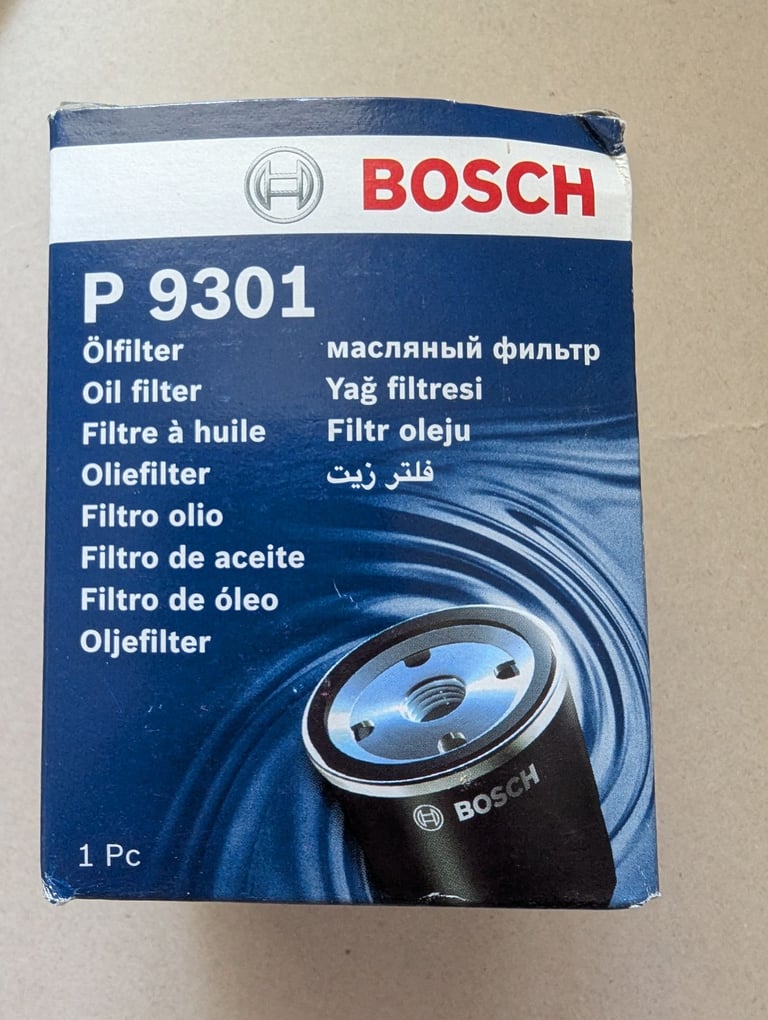 BOSCH
P 9301
Ölfilter
Oil filter
Filtre à huile
Oliefilter
Filtro olio
Filtro de aceite
Filtro de óleo
Oljefilter
масляный фильтр
Yağ filtresi
Filtr oleju
فلتر زيت
BOSCH
1 Pc